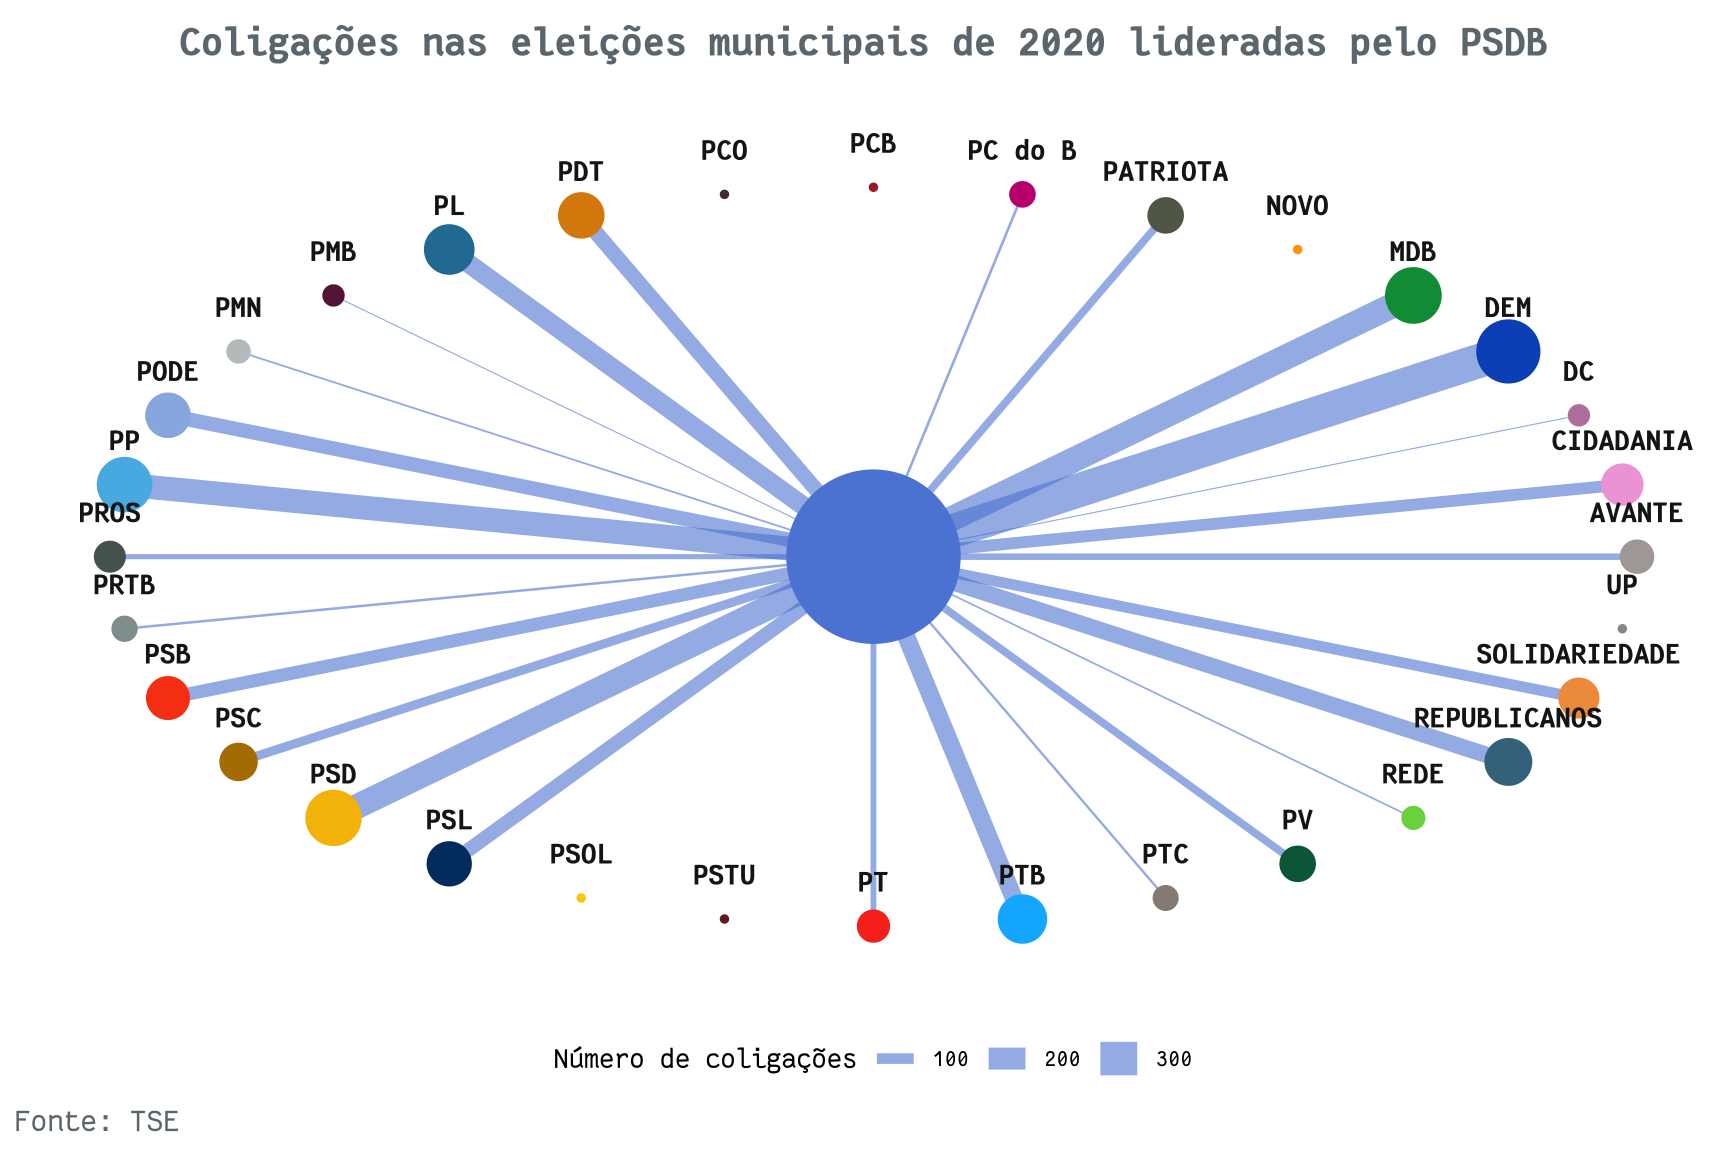 Coligações nas eleições municipais de 2020 lideradas pelo PSDB
PCB
PCO
PC do B
PDT
PATRIOTA
PL
NOVO
PMB
MDB
PMN
DEM
PODE
DC
PP
CIDADANIA
PROS
AVANTE
PRTB
UP
PSB
SOLIDARIEDADE
PSC
REPUBLICANOS
PSD
REDE
PSL
PV
PSOL
PTC
PSTU
PTB
PT
Número de coligações 100 200 300
Fonte: TSE